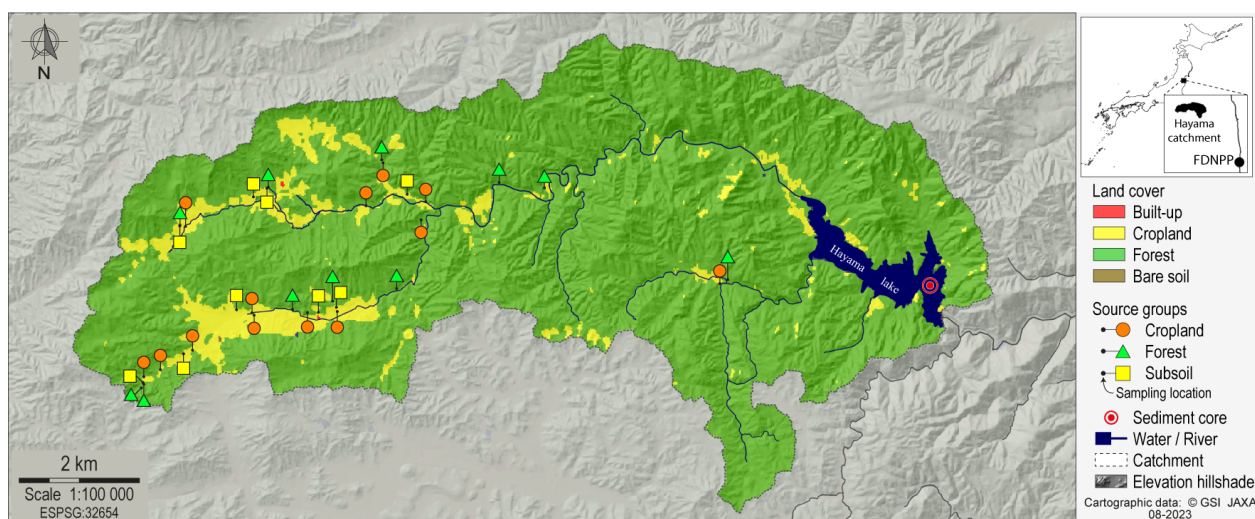 N
Hayama
lake
2 km
Scale 1:100 000
ESPSG:32654
Hayama
catchment
FDNPP
Land cover
Built-up
Cropland
Forest
Bare soil
Source groups
Cropland
Forest
Subsoil
Sampling location
Sediment core
Water / River
Catchment
Elevation hillshade
Cartographic data: © GSI JAXA
08-2023